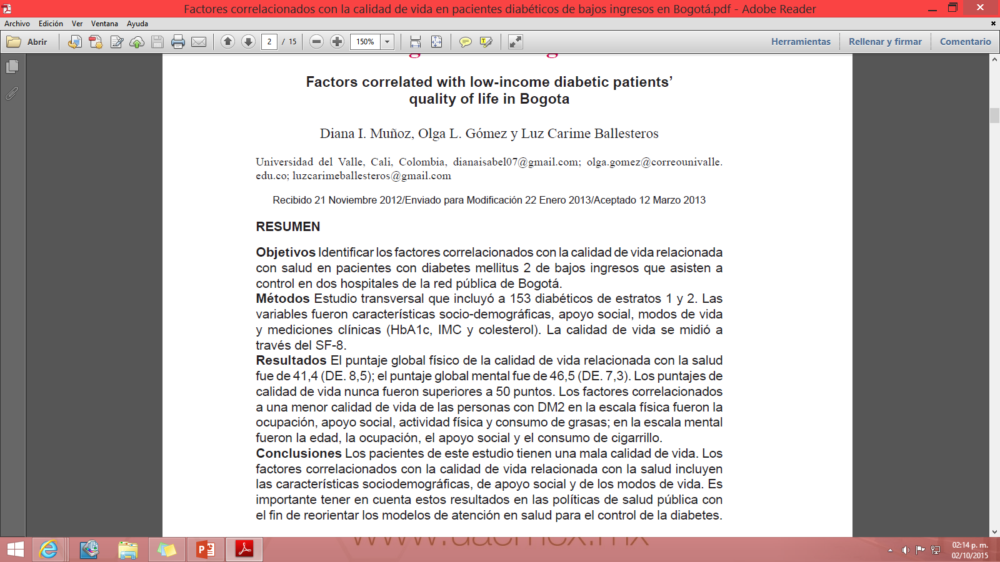 Factores correlacionados con la calidad de vida en pacientes diabéticos de bajos ingresos en Bogotá.pdf - Adobe Reader
Archivo Edición Ver Ventana Ayuda
Abrir 2 / 15 150% Herramientas Rellenar y firmar Comentario
Factors correlated with low-income diabetic patients’
quality of life in Bogota
Diana I. Muñoz, Olga L. Gómez y Luz Carime Ballesteros
Universidad del Valle, Cali, Colombia, dianaisabel07@gmail.com; olga.gomez@correounivalle.
edu.co; luzcarimeballesteros@gmail.com
Recibido 21 Noviembre 2012/Enviado para Modificación 22 Enero 2013/Aceptado 12 Marzo 2013
RESUMEN
Objetivos Identificar los factores correlacionados con la calidad de vida relacionada
con salud en pacientes con diabetes mellitus 2 de bajos ingresos que asisten a
control en dos hospitales de la red pública de Bogotá.
Métodos Estudio transversal que incluyó a 153 diabéticos de estratos 1 y 2. Las
variables fueron características socio-demográficas, apoyo social, modos de vida
y mediciones clínicas (HbA1c, IMC y colesterol). La calidad de vida se midió a
través del SF-8.
Resultados El puntaje global físico de la calidad de vida relacionada con la salud
fue de 41,4 (DE. 8,5); el puntaje global mental fue de 46,5 (DE. 7,3). Los puntajes de
calidad de vida nunca fueron superiores a 50 puntos. Los factores correlacionados
a una menor calidad de vida de las personas con DM2 en la escala física fueron la
ocupación, apoyo social, actividad física y consumo de grasas; en la escala mental
fueron la edad, la ocupación, el apoyo social y el consumo de cigarrillo.
Conclusiones Los pacientes de este estudio tienen una mala calidad de vida. Los
factores correlacionados con la calidad de vida relacionada con la salud incluyen
las características sociodemográficas, de apoyo social y de los modos de vida. Es
importante tener en cuenta estos resultados en las políticas de salud pública con
el fin de reorientar los modelos de atención en salud para el control de la diabetes.
02:14 p. m.
02/10/2015